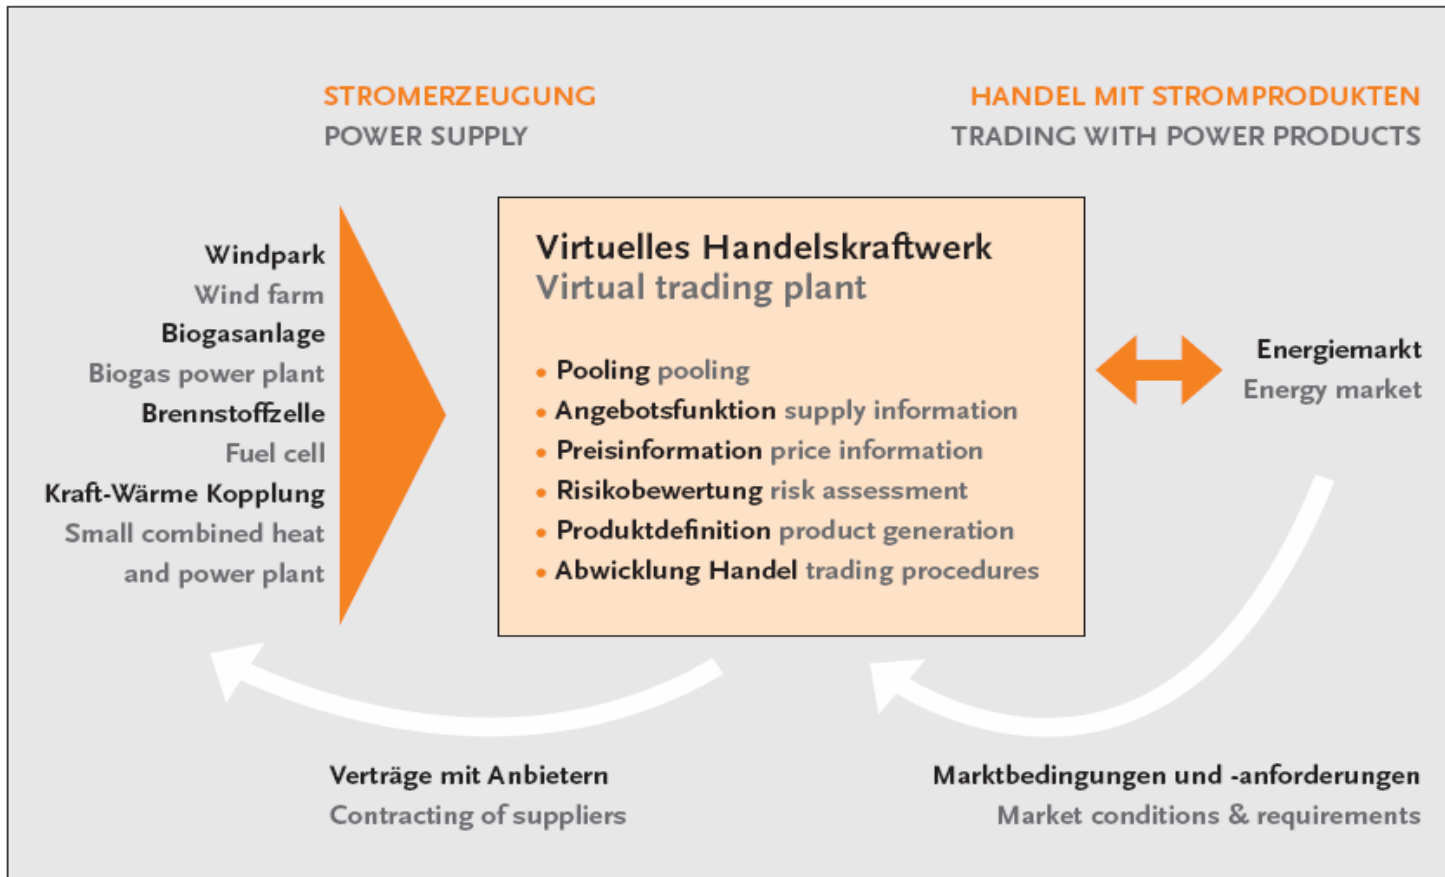 STROMERZEUGUNG
POWER SUPPLY
HANDEL MIT STROMPRODUKTEN
TRADING WITH POWER PRODUCTS
Windpark
Wind farm
Biogasanlage
Biogas power plant
Brennstoffzelle
Fuel cell
Kraft-Wärme Kopplung
Small combined heat
and power plant
Virtuelles Handelskraftwerk
Virtual trading plant
• Pooling pooling
• Angebotsfunktion supply information
• Preisinformation price information
• Risikobewertung risk assessment
• Produktdefinition product generation
• Abwicklung Handel trading procedures
Energiemarkt
Energy market
Verträge mit Anbietern
Contracting of suppliers
Marktbedingungen und -anforderungen
Market conditions & requirements